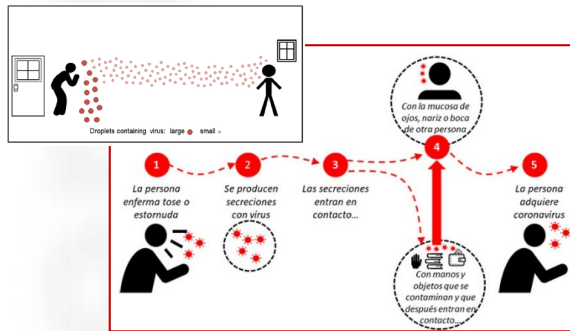 Droplets containing virus: large small
Con la mucosa de
ojos, nariz o boca
de otra persona
1
2
3
4
5
La persona
enferma tose o
estornuda
Se producen
secreciones
con virus
Las secreciones
entran en
contacto...
La persona
adquiere
coronavirus
Con manos y
objetos que se
contaminan y que
después entran en
contacto...